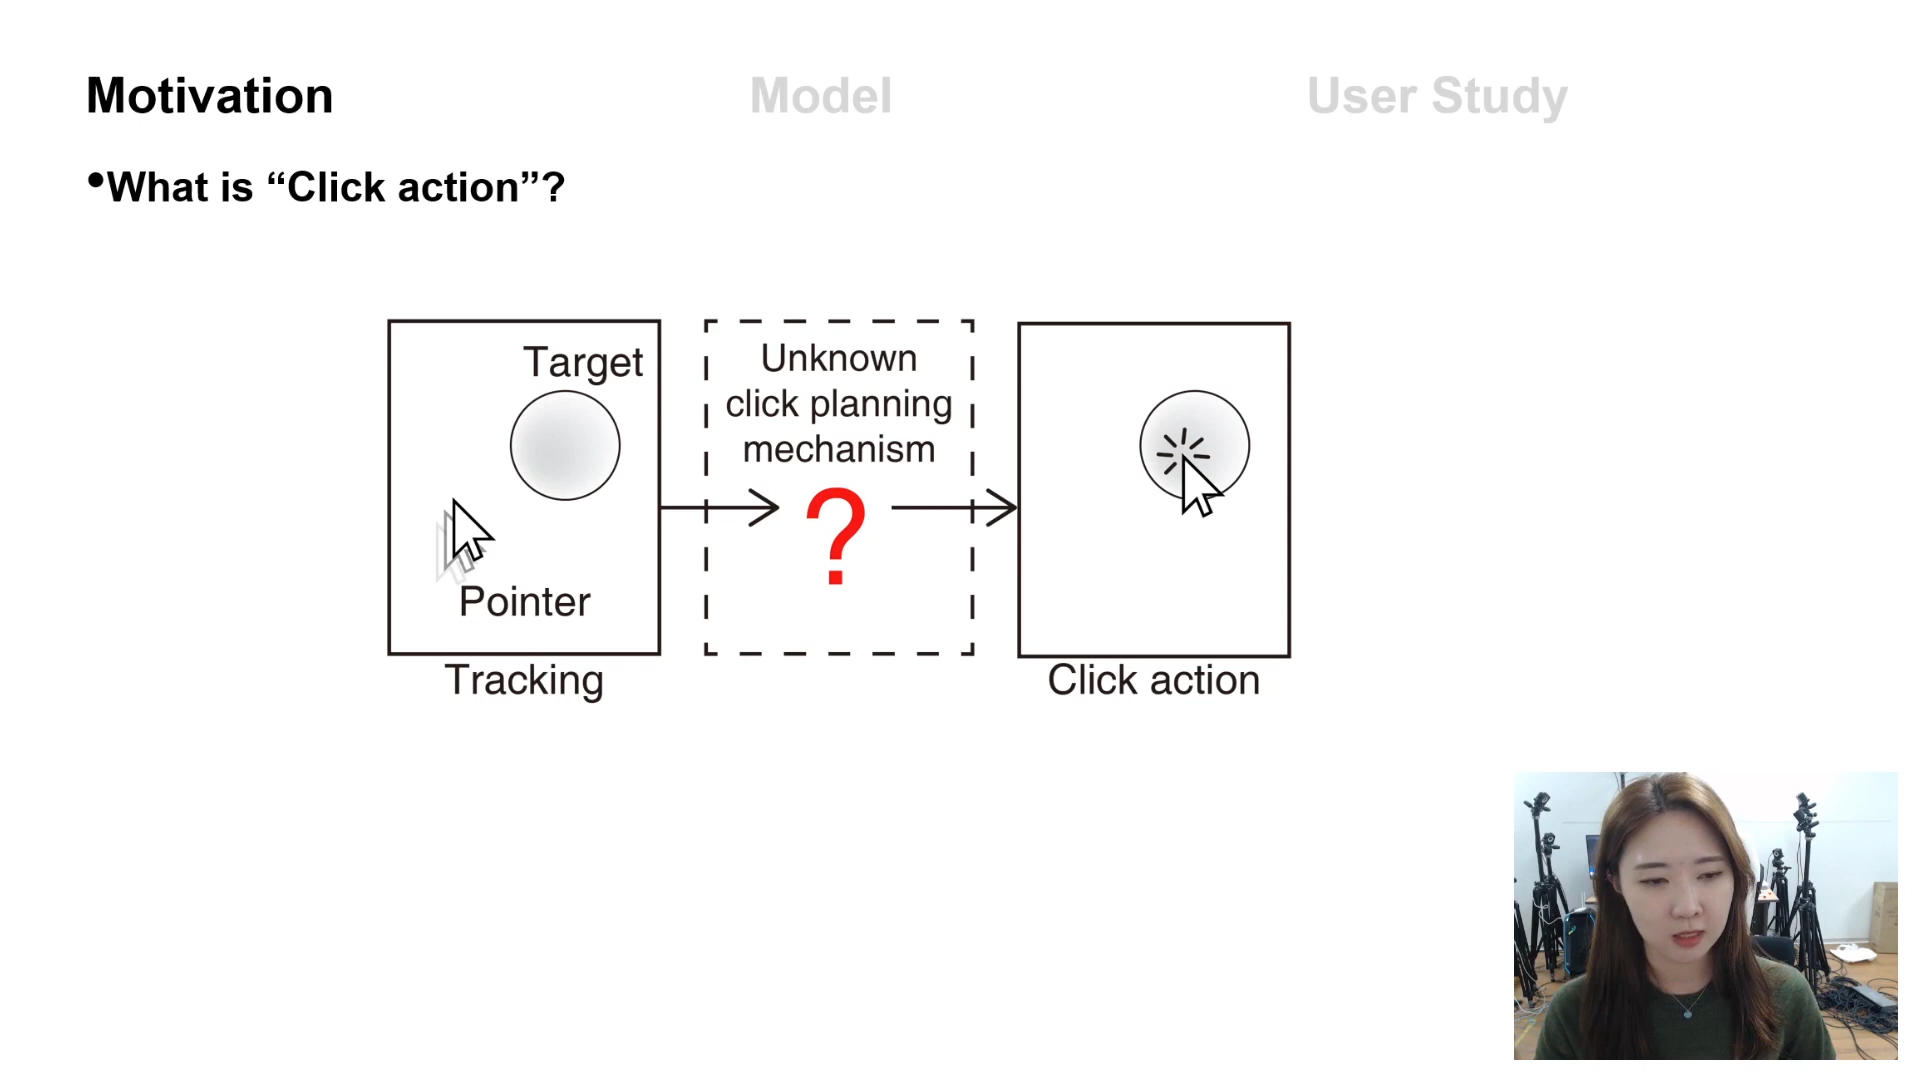 Motivation
Model
User Study
•What is “Click action”?
Target
Pointer
Tracking
Unknown
click planning
mechanism
?
Click action